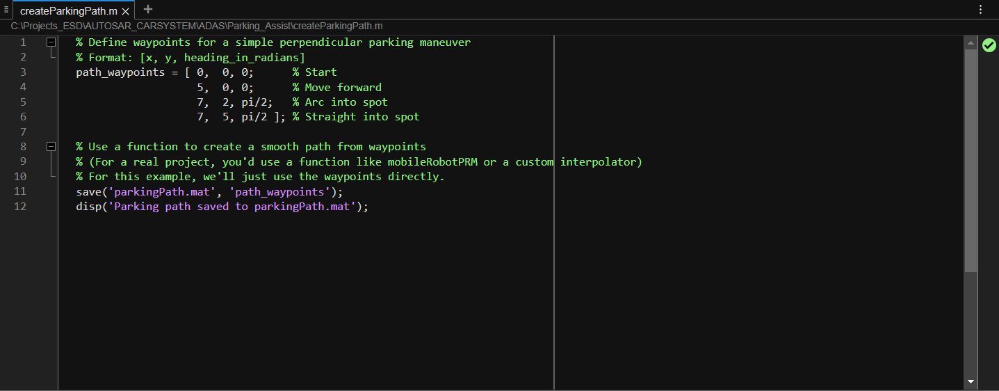 createParkingPath.m
C:\Projects_ESD\AUTOSAR_CARSYSTEM\ADAS\Parking_Assist\createParkingPath.m
1 % Define waypoints for a simple perpendicular parking maneuver
2 % Format: [x, y, heading_in_radians]
3 path_waypoints = [ 0,  0, 0;      % Start
4                    5,  0, 0;      % Move forward
5                    7,  2, pi/2;   % Arc into spot
6                    7,  5, pi/2 ]; % Straight into spot
7
8 % Use a function to create a smooth path from waypoints
9 % (For a real project, you'd use a function like mobileRobotPRM or a custom interpolator)
10 % For this example, we'll just use the waypoints directly.
11 save('parkingPath.mat', 'path_waypoints');
12 disp('Parking path saved to parkingPath.mat');